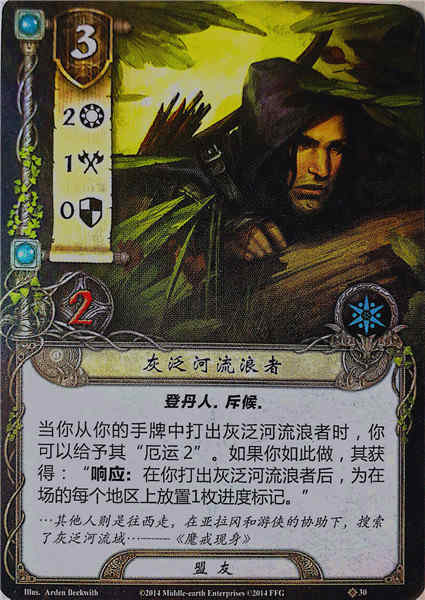 3
2
1
0
2
灰泛河流浪者
登丹人. 斥候.
当你从你的手牌中打出灰泛河流浪者时，你
可以给予其“厄运 2”。如果你如此做，其获
得：“响应：在你打出灰泛河流浪者后，为在
场的每个地区上放置1枚进度标记。”
…其他人则是往西走，在亚拉冈和游侠的协助下，搜索
了灰泛河流域………《魔戒现身》
盟友
Illus. Arden Beckwith ©2014 Middle-earth Enterprises ©2014 FFG 30